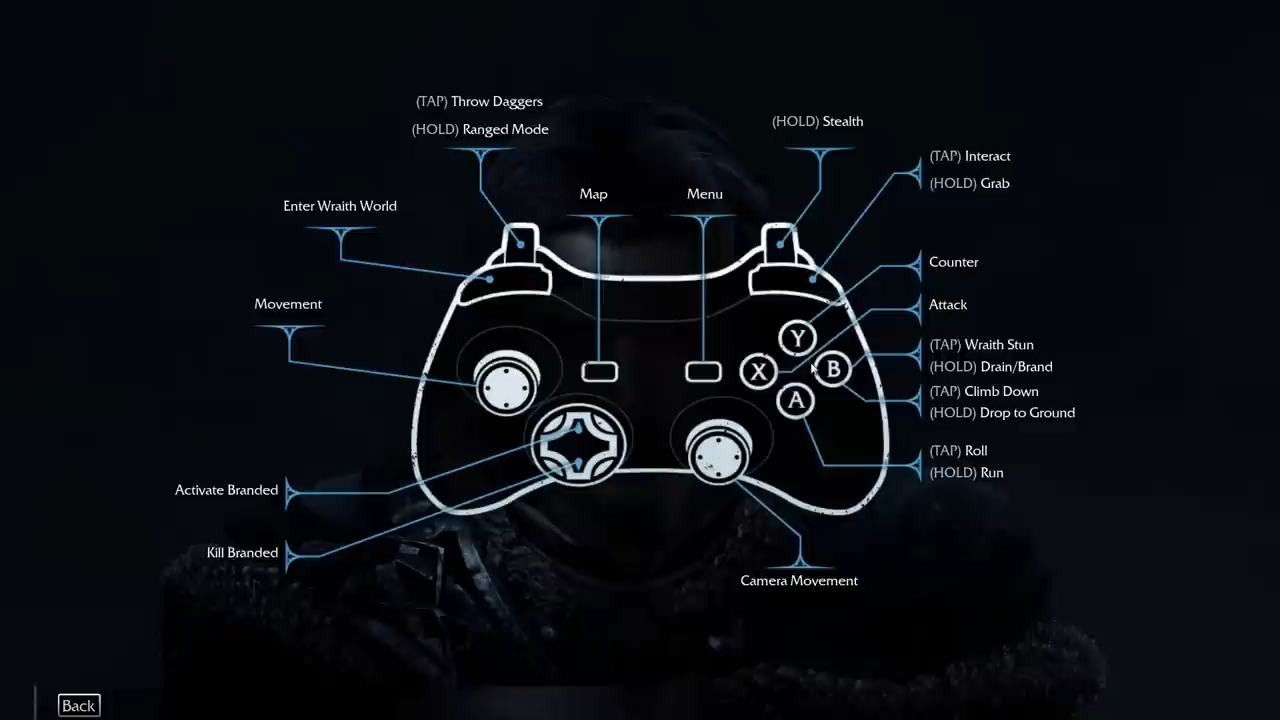 (TAP) Throw Daggers
(HOLD) Ranged Mode
(HOLD) Stealth
(TAP) Interact
(HOLD) Grab
Map
Menu
Enter Wraith World
Counter
Movement
Attack
Y
X
B
A
(TAP) Wraith Stun
(HOLD) Drain/Brand
(TAP) Climb Down
(HOLD) Drop to Ground
(TAP) Roll
(HOLD) Run
Activate Branded
Kill Branded
Camera Movement
Back